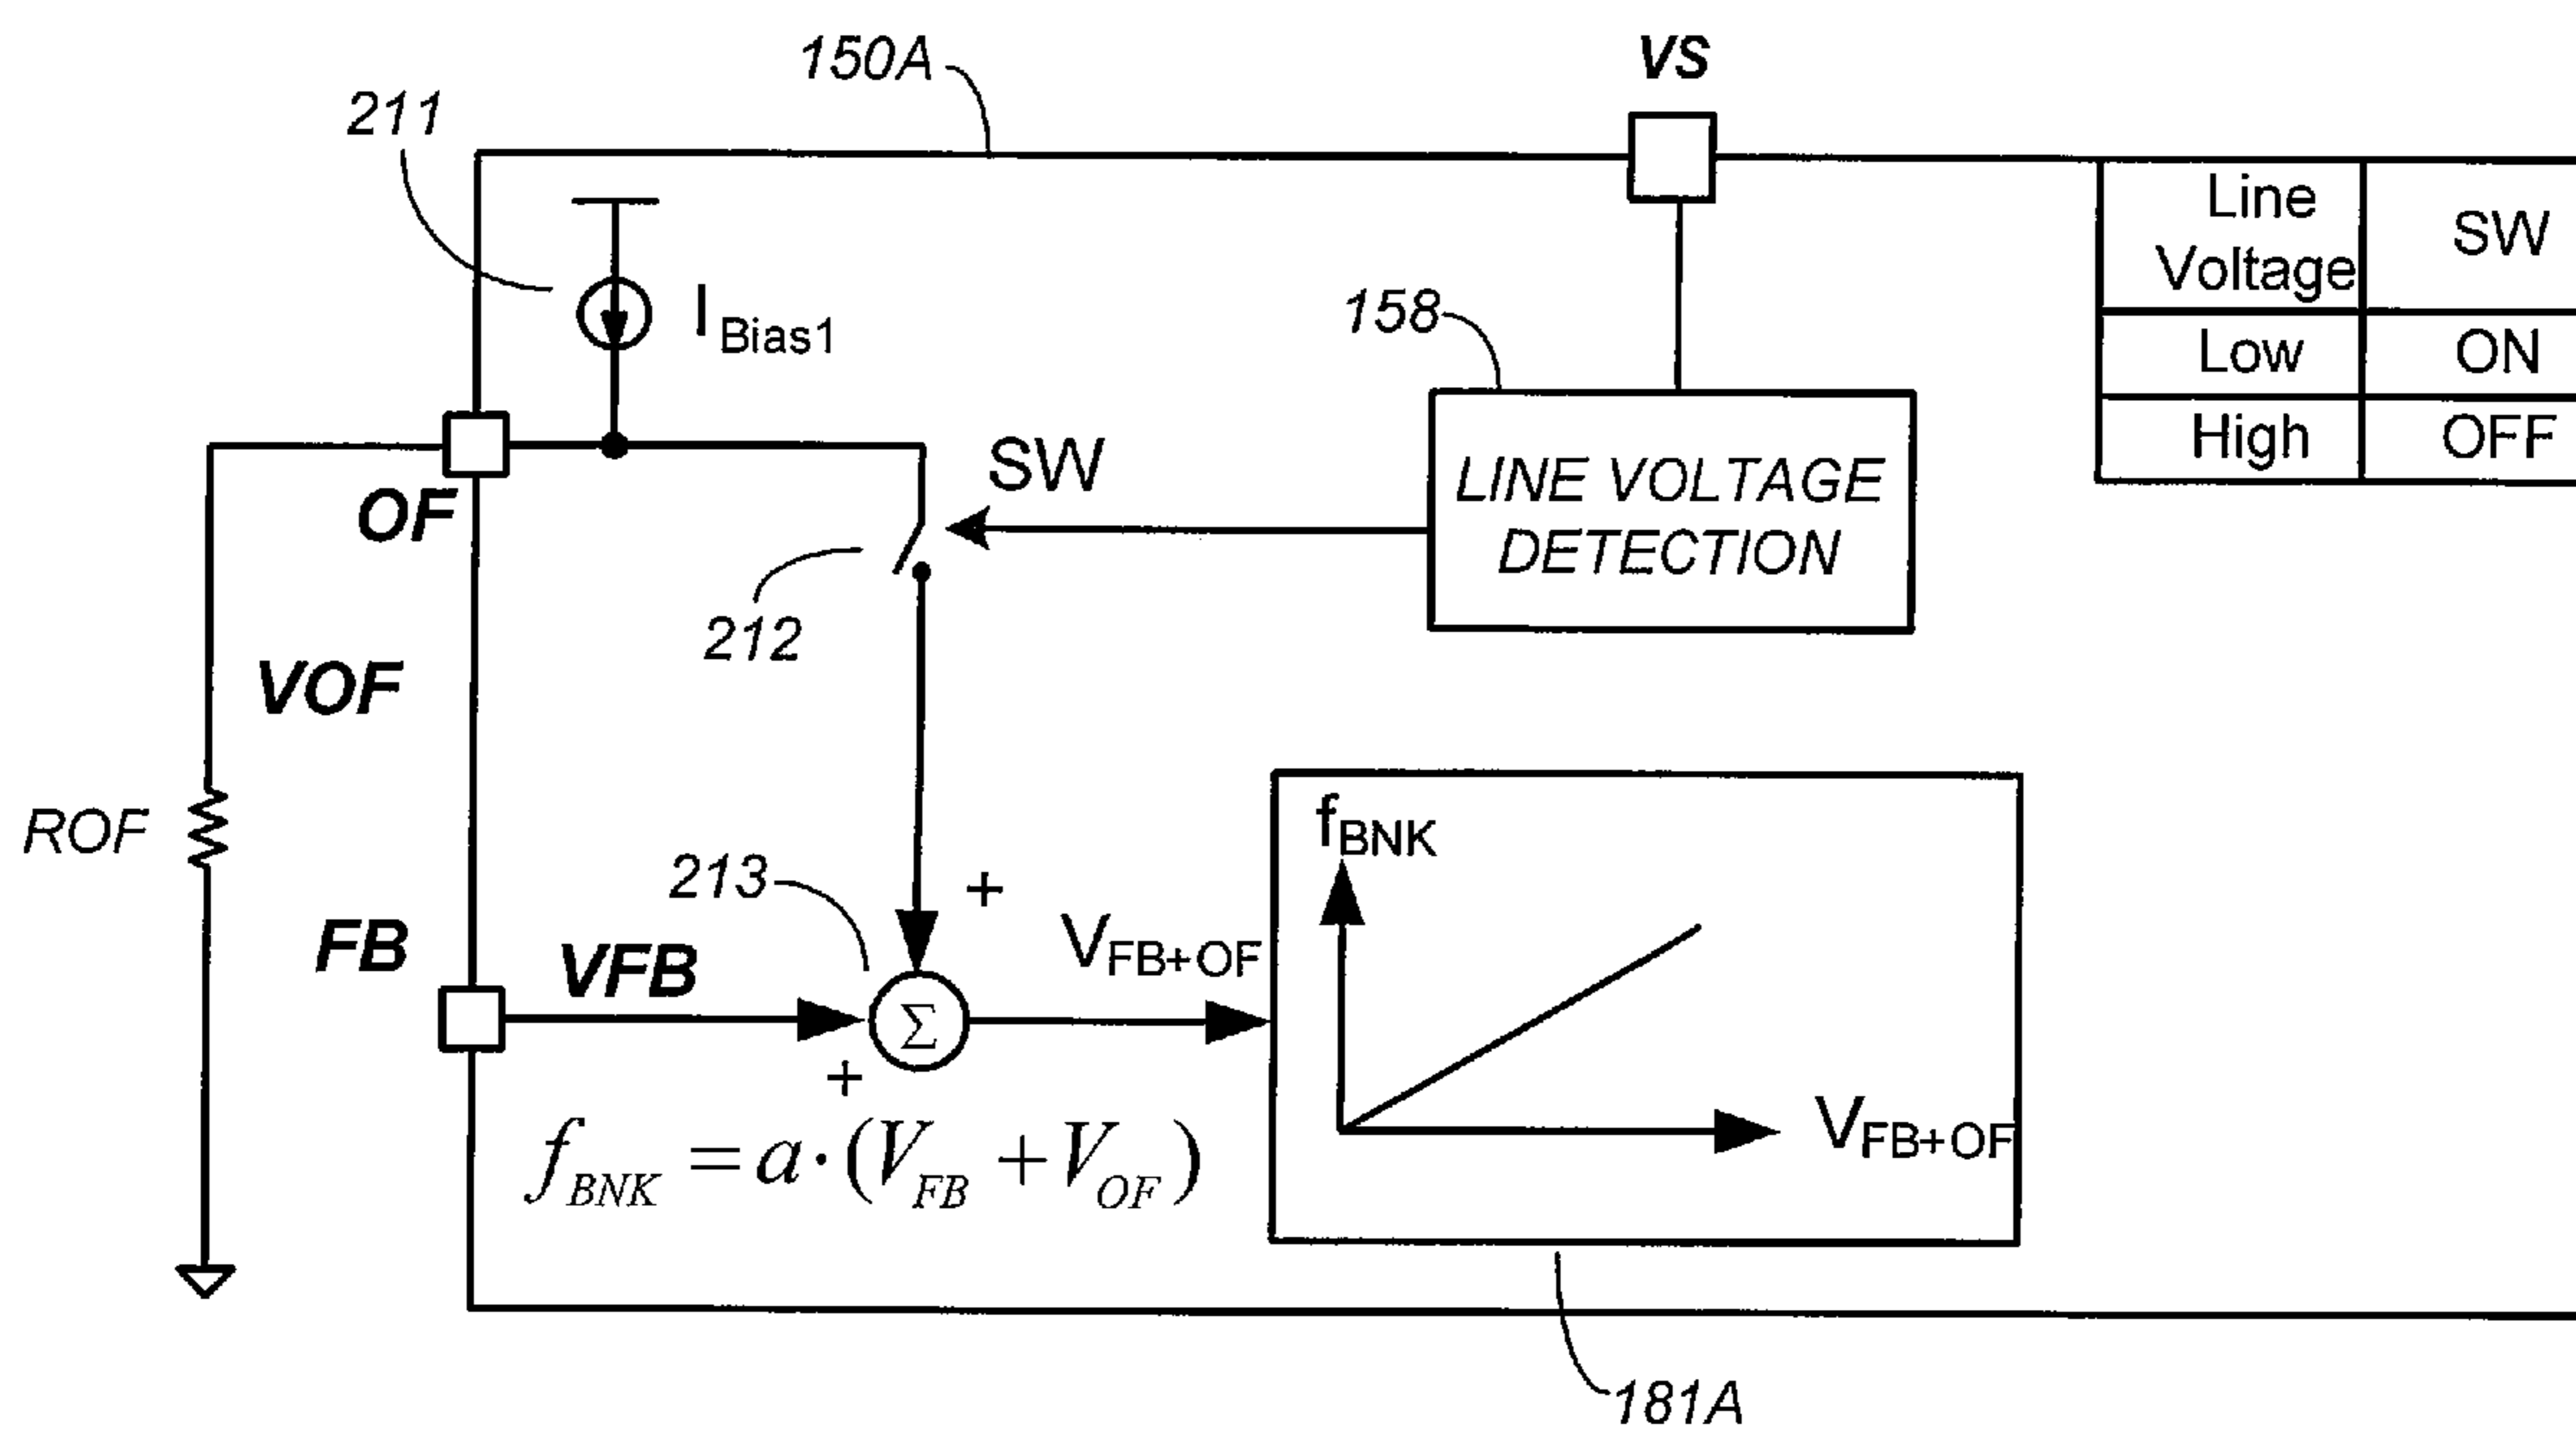 150A
VS
211
Line
Voltage
SW
I Bias1
158
Low
ON
High
OFF
OF
SW
LINE VOLTAGE
DETECTION
212
VOF
ROF
fBNK
213
+
FB
VFB
VFB+OF
Σ
+
VFB+OF
fBNK = a·(VFB + VOF)
181A